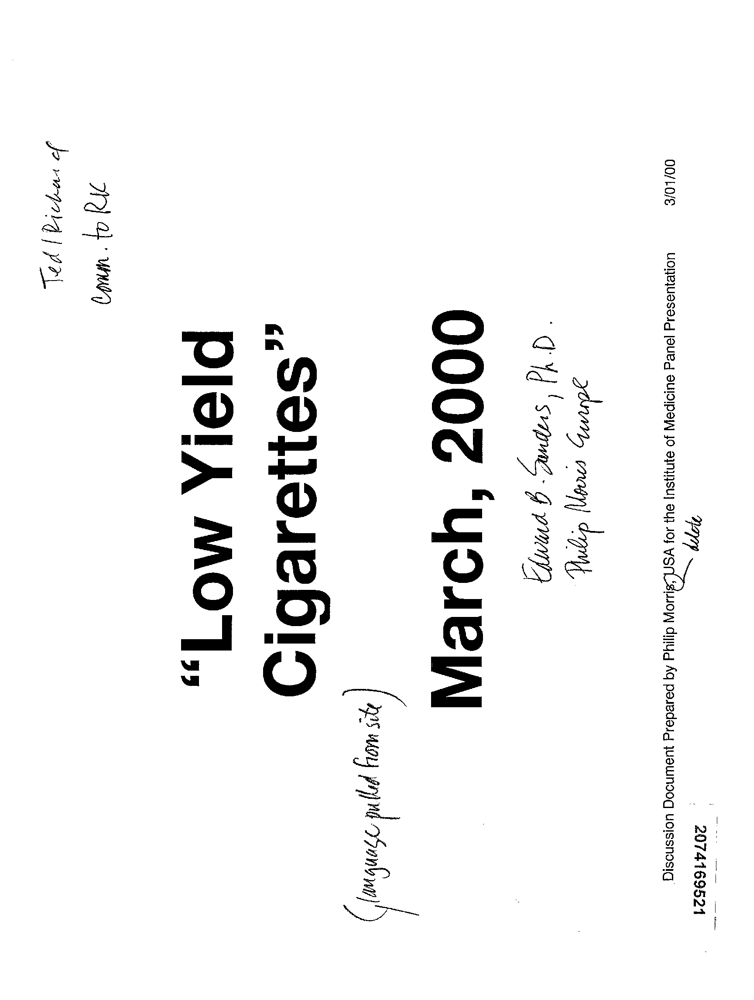 Ted / Richard
Comm. to RK
"Low Yield
Cigarettes"
(language pulled from site)
March, 2000
Edward B. Sanders, Ph.D.
Philip Morris Europe
Discussion Document Prepared by Philip Morris, USA for the Institute of Medicine Panel Presentation 3/01/00
delete
2074169521